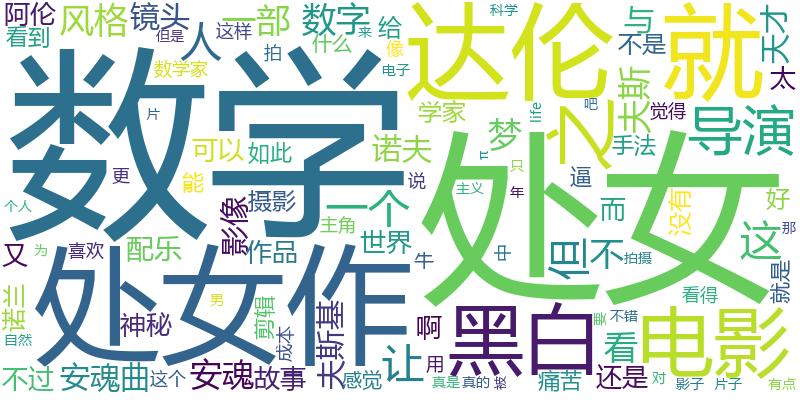 阿伦 风格 镜头 一部 数字 给 达伦 就 与 天才 科学
看到 但是 这样 人 什么 来 像 不是 太
数学家 拍 电子 夫斯 觉得
数学 片 学家 之 吧 life 导演
可以 如此 诺夫 梦 手法
能 π 逼 只
更 摄影 说 主义 年 而 没有 好
个人 影像 一个 处女 这 那
又 喜欢 配乐 作品 主角 世界 中 但 不 拍摄 就是
为 牛 看得
诺兰 处女作 男 剪辑 啊 黑白 要 不错 看 电影
自然 神秘 成本 夫斯基 让 用
不过 安魂曲 这个 安魂 故事 感觉 真是 真的 痛苦 还是 对 影子 片子 有点